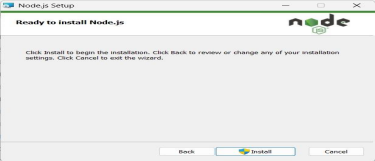 Node.js Setup
Ready to install Node.js
node
Click Install to begin the installation. Click Back to review or change any of your installation
settings. Click Cancel to exit the wizard.
Back
Install
Cancel